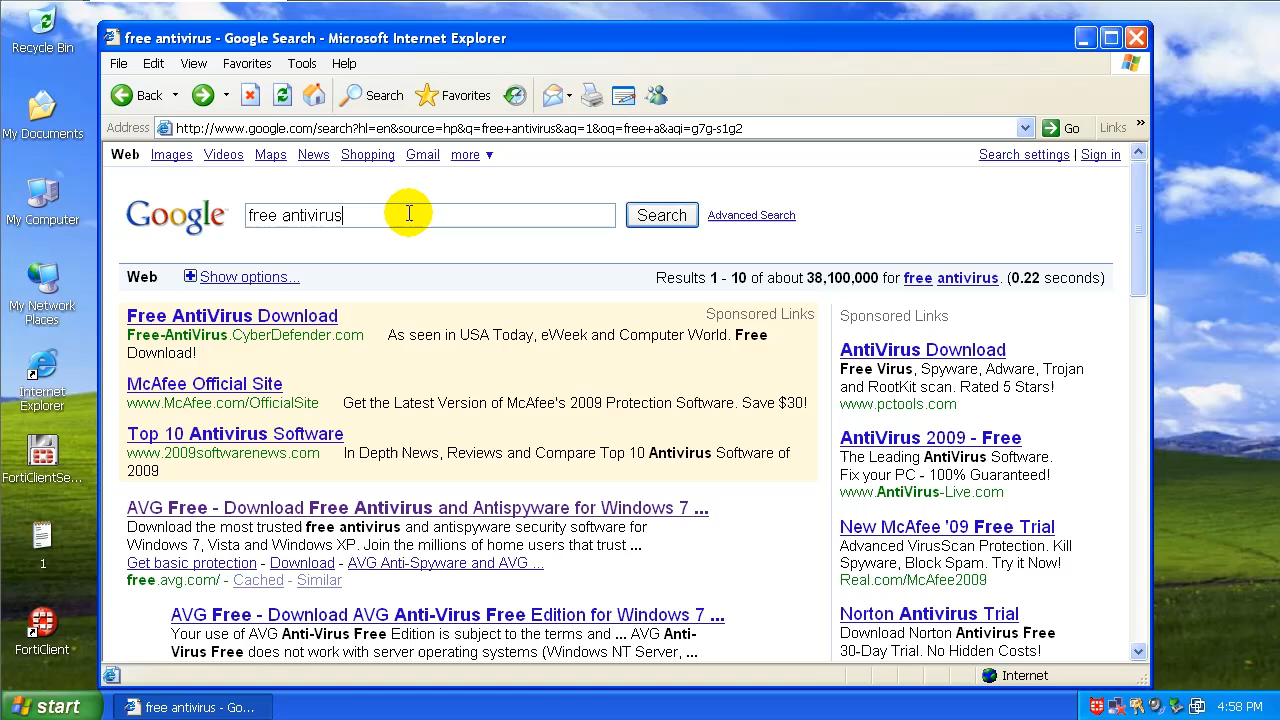 Recycle Bin
My Documents
My Computer
My Network
Places
Internet
Explorer
FortiClientSe...
1
FortiClient
free antivirus - Google Search - Microsoft Internet Explorer
File Edit View Favorites Tools Help
Back Search Favorites
Address http://www.google.com/search?hl=en&source=hp&q=free+antivirus&aq=1&oq=free+a&aqi=g7g-s1g2 Go Links »
Web Images Videos Maps News Shopping Gmail more ▼ Search settings | Sign in
Google free antivirus Search Advanced Search
Web Show options... Results 1 - 10 of about 38,100,000 for free antivirus. (0.22 seconds)
Free AntiVirus Download Sponsored Links
Free-AntiVirus.CyberDefender.com As seen in USA Today, eWeek and Computer World. Free
Download!
McAfee Official Site
www.McAfee.com/OfficialSite Get the Latest Version of McAfee's 2009 Protection Software.Save $30!
Top 10 Antivirus Software
www.2009softwarenews.com In Depth News, Reviews and Compare Top 10 Antivirus Software of
2009
AVG Free - Download Free Antivirus and Antispyware for Windows 7 ...
Download the most trusted free antivirus and antispyware security software for
Windows 7, Vista and Windows XP. Join the millions of home users that trust ...
Get basic protection - Download - AVG Anti-Spyware and AVG ...
free.avg.com/ - Cached - Similar
AVG Free - Download AVG Anti-Virus Free Edition for Windows 7 ...
Your use of AVG Anti-Virus Free Edition is subject to the terms and ... AVG Anti-
Virus Free does not work with server operating systems (Windows NT Server, ...
Sponsored Links
AntiVirus Download
Free Virus, Spyware, Adware, Trojan
and RootKit scan. Rated 5 Stars!
www.pctools.com
AntiVirus 2009 - Free
The Leading AntiVirus Software.
Fix your PC - 100% Guaranteed!
www.AntiVirus-Live.com
New McAfee '09 Free Trial
Advanced VirusScan Protection. Kill
Spyware, Block Spam. Try it Now!
Real.com/McAfee2009
Norton Antivirus Trial
Download Norton Antivirus Free
30-Day Trial. No Hidden Costs!
Internet
start free antivirus - Go... 4:58 PM